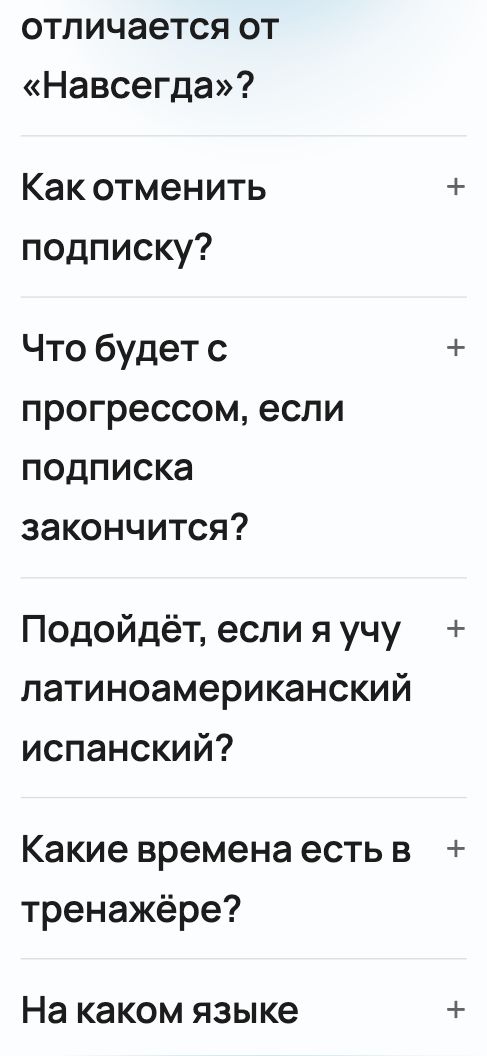 отличается от
«Навсегда»?
Как отменить +
подписку?
Что будет с +
прогрессом, если
подписка
закончится?
Подойдёт, если я учу +
латиноамериканский
испанский?
Какие времена есть в +
тренажёре?
На каком языке +